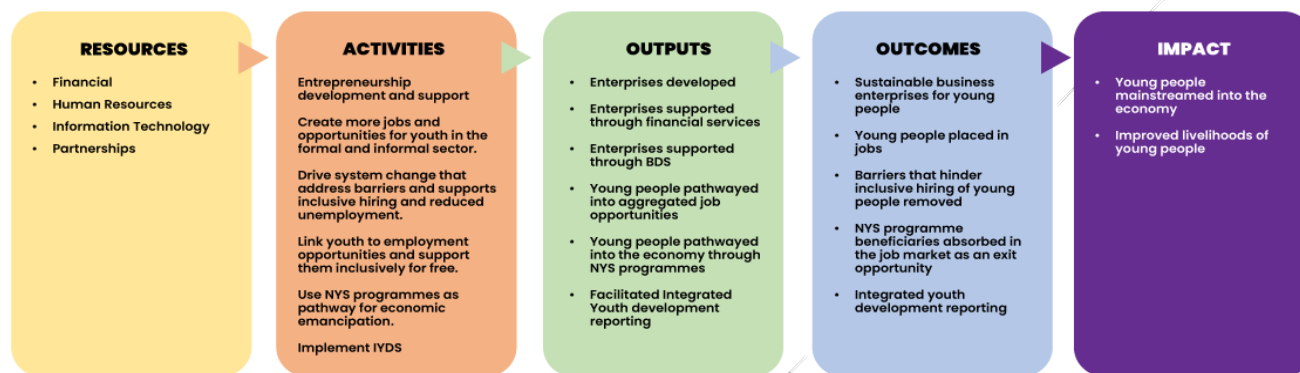 RESOURCES
• Financial
• Human Resources
• Information Technology
• Partnerships
ACTIVITIES
Entrepreneurship
development and support
Create more jobs and
opportunities for youth in the
formal and informal sector.
Drive system change that
address barriers and supports
inclusive hiring and reduced
unemployment.
Link youth to employment
opportunities and support
them inclusively for free.
Use NYS programmes as
pathway for economic
emancipation.
Implement IYDS
OUTPUTS
• Enterprises developed
• Enterprises supported
through financial services
• Enterprises supported
through BDS
• Young people pathwayed
into aggregated job
opportunities
• Young people pathwayed
into the economy through
NYS programmes
• Facilitated Integrated
Youth development
reporting
OUTCOMES
• Sustainable business
enterprises for young
people
• Young people placed in
jobs
• Barriers that hinder
inclusive hiring of young
people removed
• NYS programme
beneficiaries absorbed in
the job market as an exit
opportunity
• Integrated youth
development reporting
IMPACT
• Young people
mainstreamed into the
economy
• Improved livelihoods of
young people